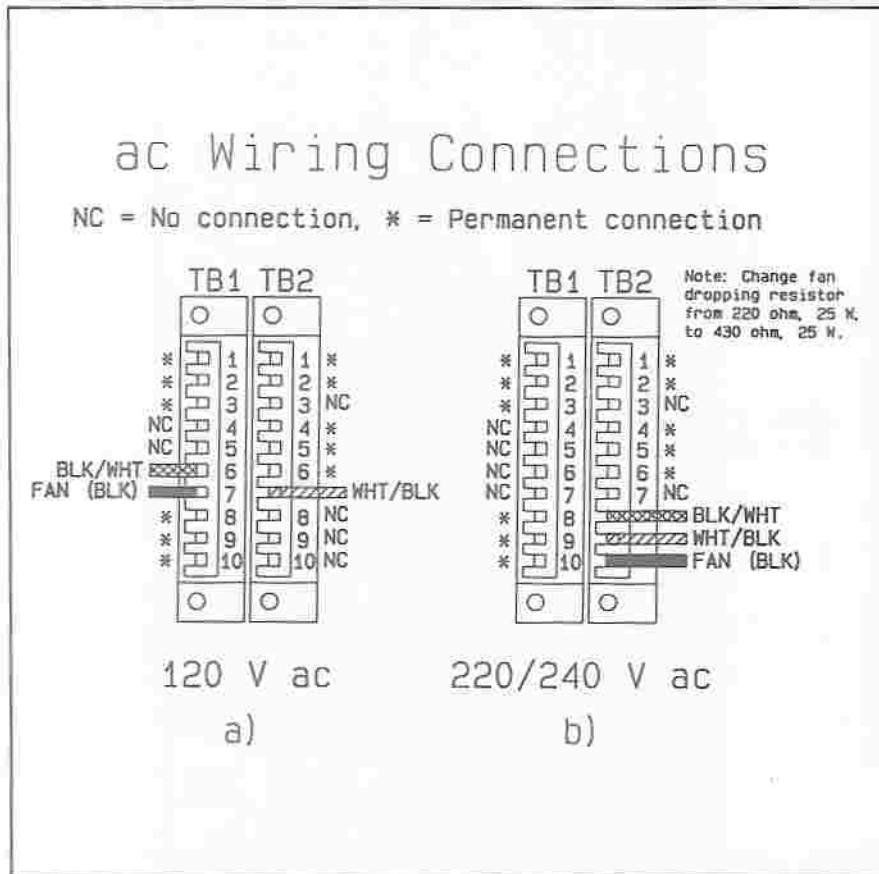 ac Wiring Connections
NC = No connection, * = Permanent connection
TB1 TB2
* 1 1 *
* 2 2 *
* 3 3 NC
NC 4 4 *
NC 5 5 *
BLK/WHT 6 6 *
FAN (BLK) 7 WHT/BLK
* 8 8 NC
* 9 9 NC
* 10 10 NC
120 V ac
a)
TB1 TB2
Note: Change fan
dropping resistor
from 220 ohm, 25 W,
to 430 ohm, 25 W.
* 1 1 *
* 2 2 *
* 3 3 NC
NC 4 4 *
NC 5 5 *
NC 6 6 *
NC 7 7 NC
* 8 BLK/WHT
* 9 WHT/BLK
* 10 FAN (BLK)
220/240 V ac
b)